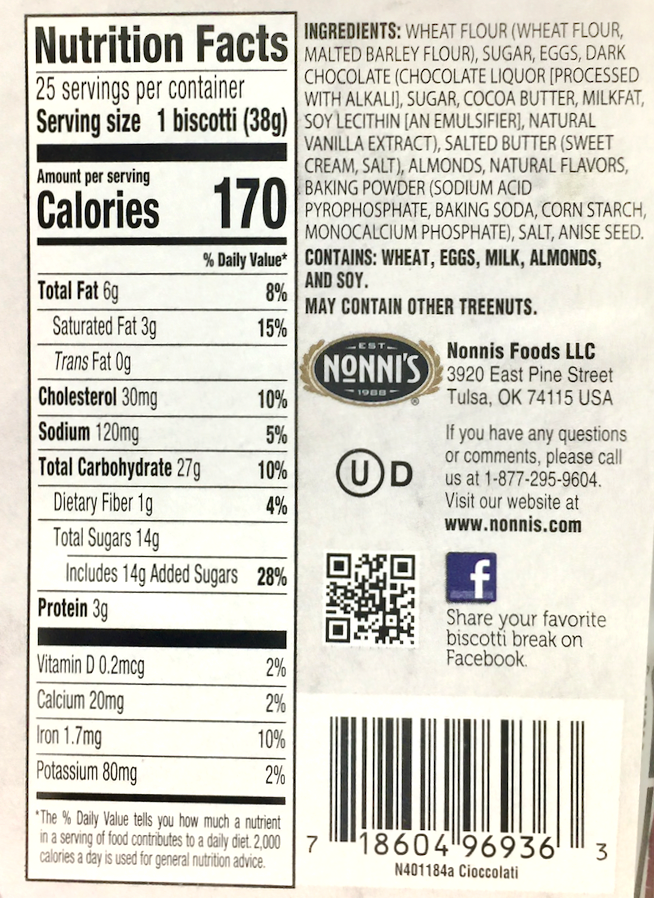 Nutrition Facts
25 servings per container
Serving size 1 biscotti (38g)
Amount per serving
Calories 170
% Daily Value*
Total Fat 6g 8%
Saturated Fat 3g 15%
Trans Fat 0g
Cholesterol 30mg 10%
Sodium 120mg 5%
Total Carbohydrate 27g 10%
Dietary Fiber 1g 4%
Total Sugars 14g
Includes 14g Added Sugars 28%
Protein 3g
Vitamin D 0.2mcg 2%
Calcium 20mg 2%
Iron 1.7mg 10%
Potassium 80mg 2%
*The % Daily Value tells you how much a nutrient
in a serving of food contributes to a daily diet. 2,000
calories a day is used for general nutrition advice.
INGREDIENTS: WHEAT FLOUR (WHEAT FLOUR,
MALTED BARLEY FLOUR), SUGAR, EGGS, DARK
CHOCOLATE (CHOCOLATE LIQUOR [PROCESSED
WITH ALKALI], SUGAR, COCOA BUTTER, MILKFAT,
SOY LECITHIN [AN EMULSIFIER], NATURAL
VANILLA EXTRACT), SALTED BUTTER (SWEET
CREAM, SALT), ALMONDS, NATURAL FLAVORS,
BAKING POWDER (SODIUM ACID
PYROPHOSPHATE, BAKING SODA, CORN STARCH,
MONOCALCIUM PHOSPHATE), SALT, ANISE SEED.
CONTAINS: WHEAT, EGGS, MILK, ALMONDS,
AND SOY.
MAY CONTAIN OTHER TREENUTS.
EST.
NONNI'S
1988
®
Nonnis Foods LLC
3920 East Pine Street
Tulsa, OK 74115 USA
U D
If you have any questions
or comments, please call
us at 1-877-295-9604.
Visit our website at
www.nonnis.com
f
Share your favorite
biscotti break on
Facebook.
7 18604 96936 3
N401184a Cioccolati